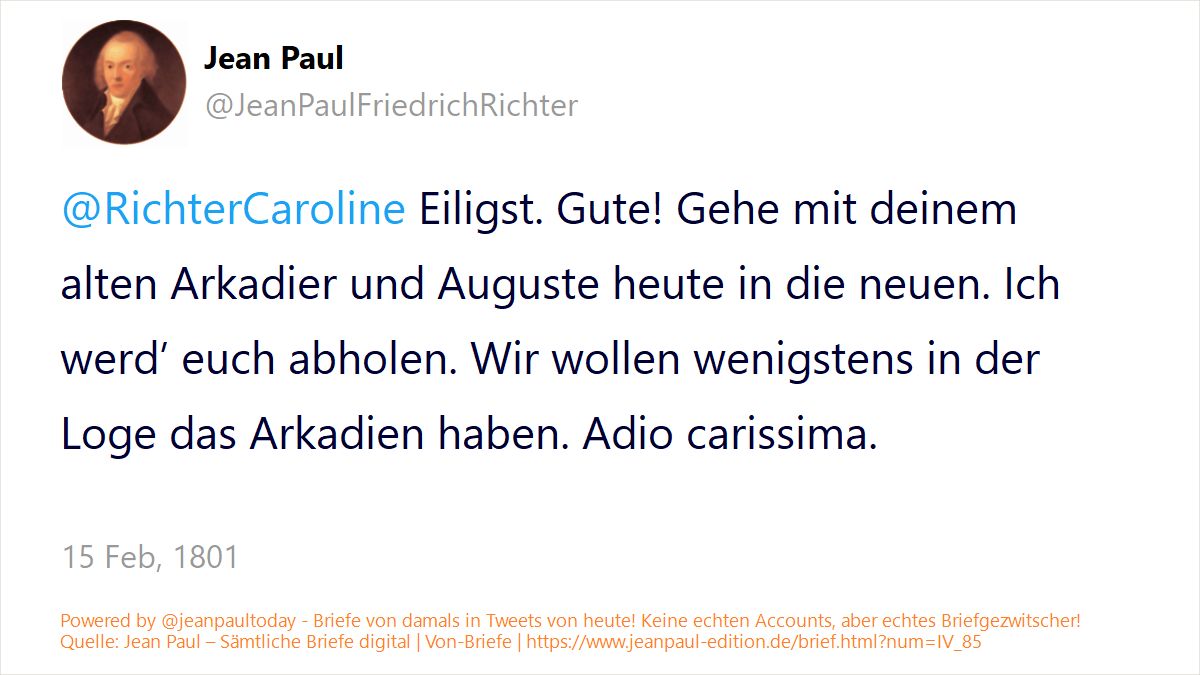 Jean Paul
@JeanPaulFriedrichRichter
@RichterCaroline Eiligst. Gute! Gehe mit deinem
alten Arkadier und Auguste heute in die neuen. Ich
werd’ euch abholen. Wir wollen wenigstens in der
Loge das Arkadien haben. Adio carissima.
15 Feb, 1801
Powered by @jeanpaultoday - Briefe von damals in Tweets von heute! Keine echten Accounts, aber echtes Briefgezwitscher!
Quelle: Jean Paul – Sämtliche Briefe digital | Von-Briefe | https://www.jeanpaul-edition.de/brief.html?num=IV_85